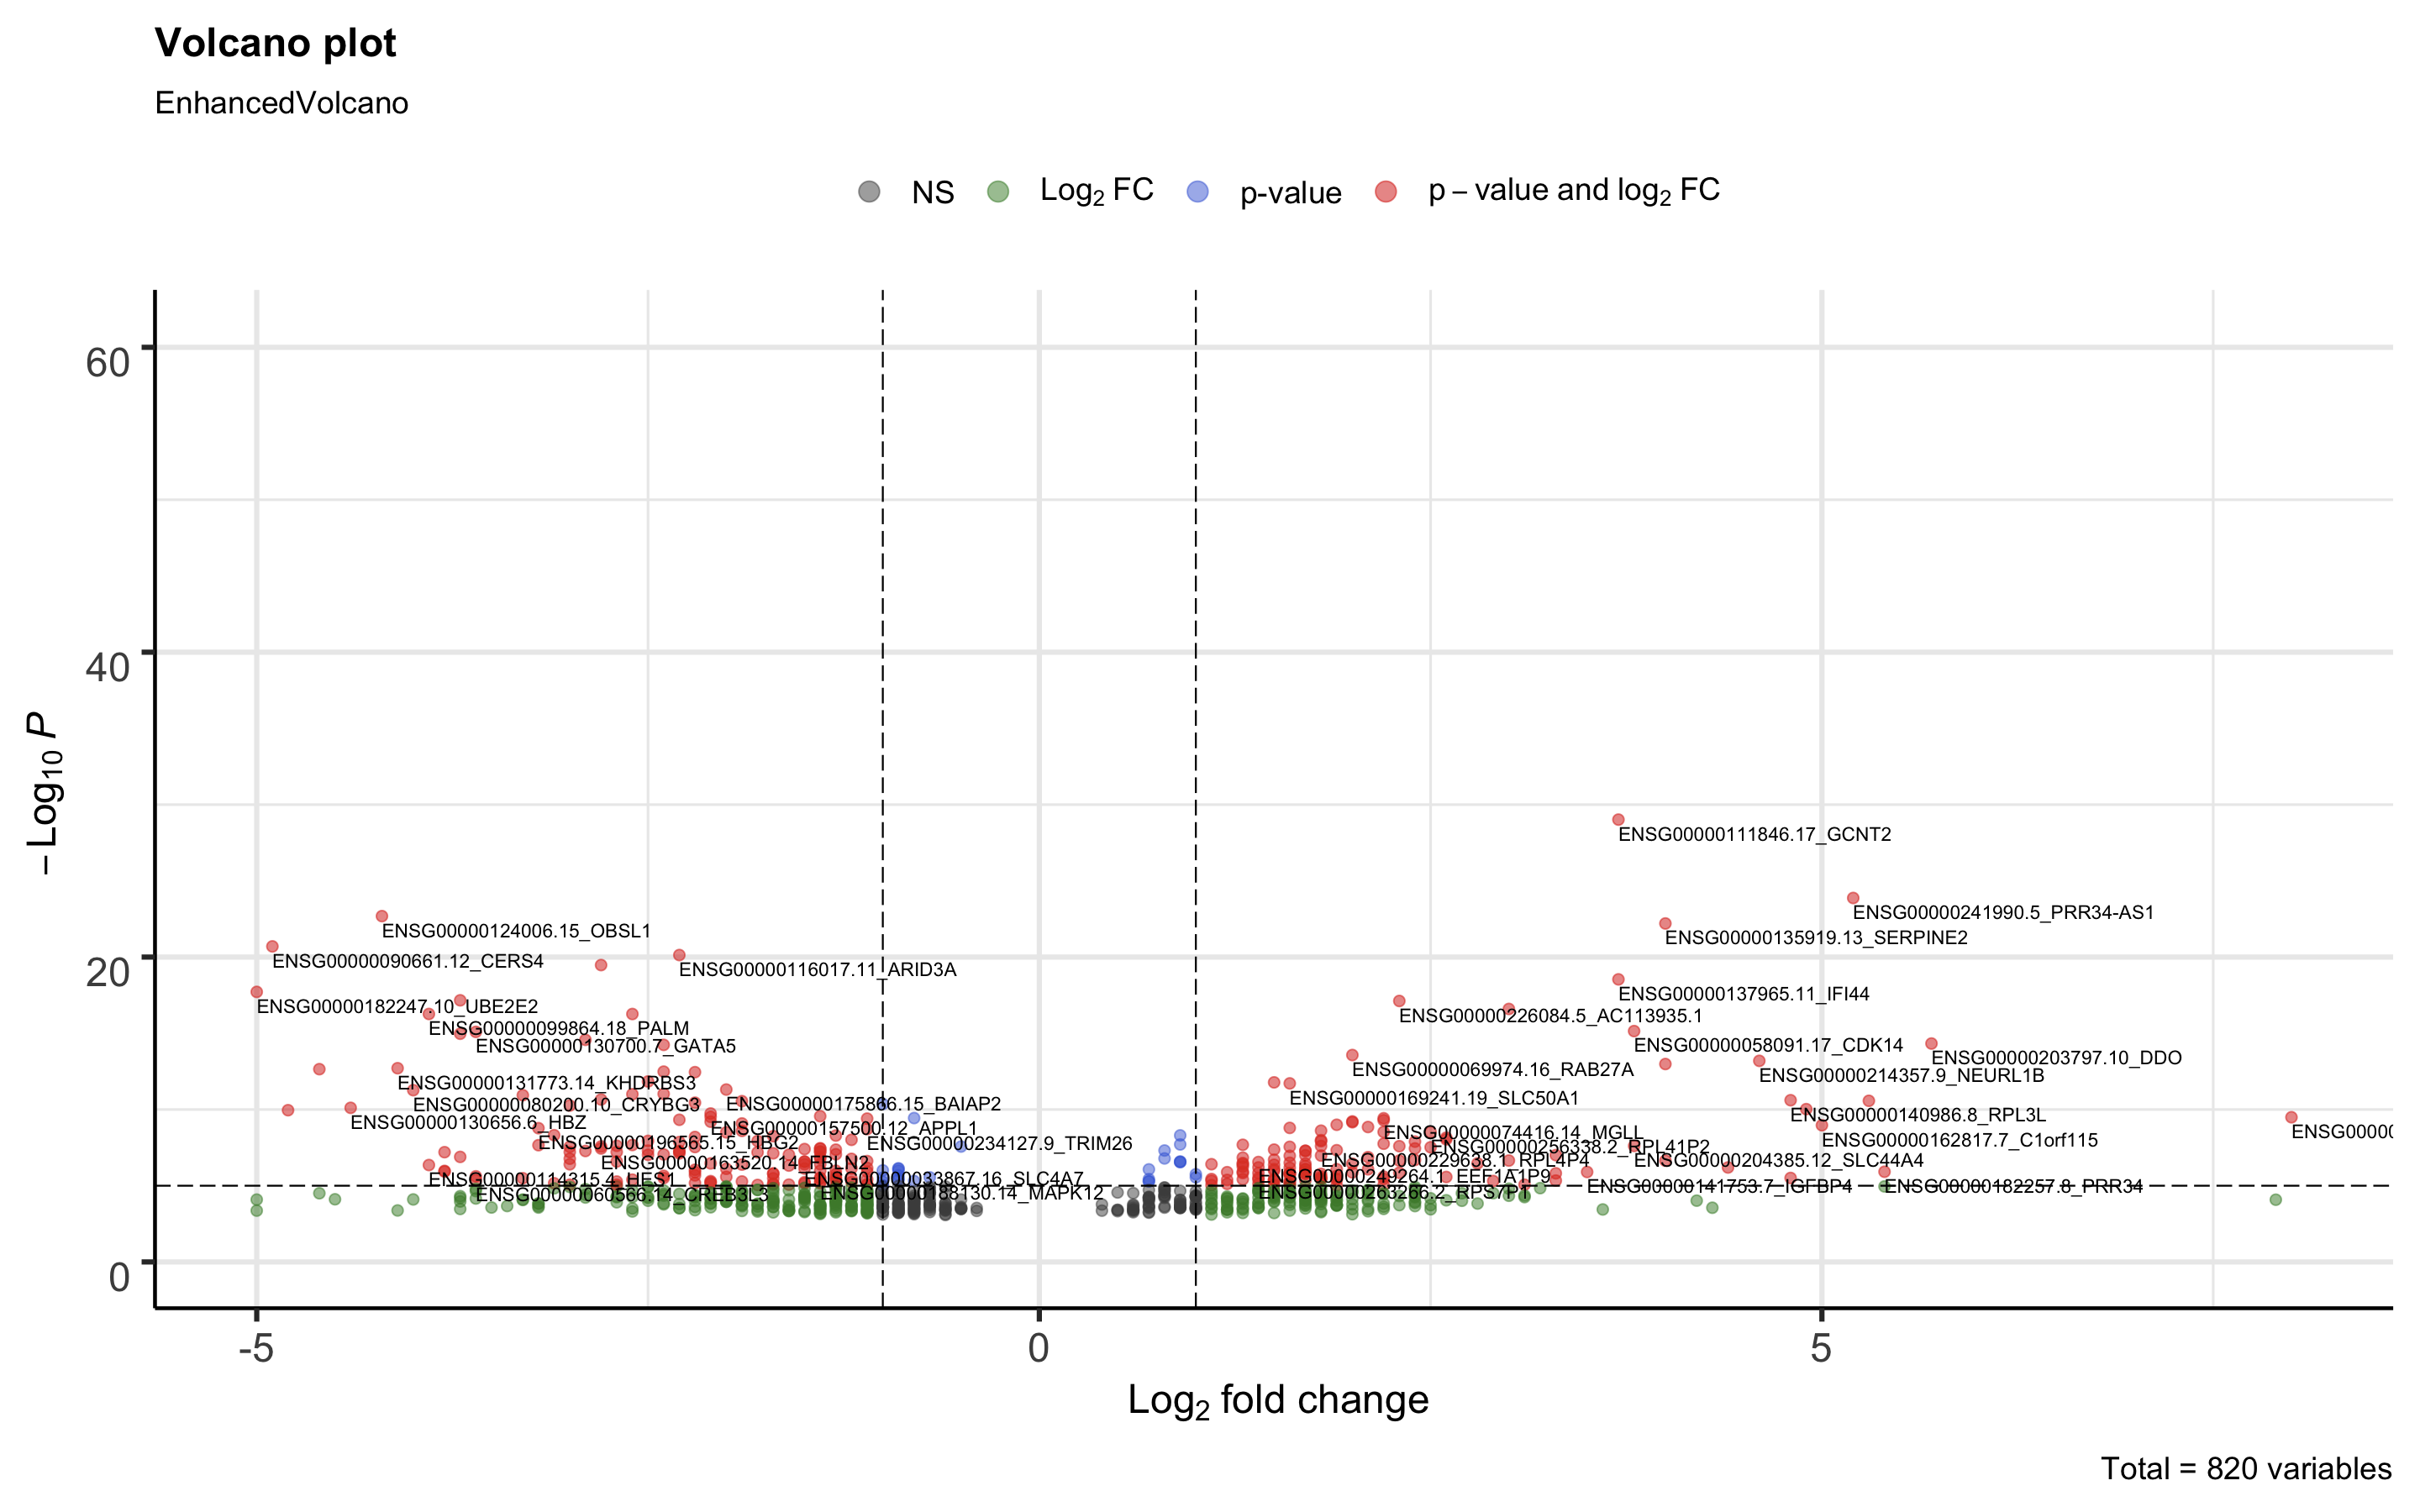 Volcano plot
EnhancedVolcano
NS Log2 FC p-value p – value and log2 FC
–Log10 P
60
40
20
0
ENSG00000111846.17_GCNT2
ENSG00000241990.5_PRR34-AS1
ENSG00000124006.15_OBSL1
ENSG00000135919.13_SERPINE2
ENSG00000090661.12_CERS4
ENSG00000116017.11_ARID3A
ENSG00000137965.11_IFI44
ENSG00000182247.10_UBE2E2
ENSG00000226084.5_AC113935.1
ENSG00000099864.18_PALM
ENSG00000130700.7_GATA5
ENSG00000058091.17_CDK14
ENSG00000203797.10_DDO
ENSG00000069974.16_RAB27A
ENSG00000214357.9_NEURL1B
ENSG00000131773.14_KHDRBS3
ENSG00000169241.19_SLC50A1
ENSG00000080200.10_CRYBG3
ENSG00000175866.15_BAIAP2
ENSG00000140986.8_RPL3L
ENSG00000130656.6_HBZ
ENSG00000157500.12_APPL1
ENSG00000074416.14_MGLL
ENSG00000
ENSG00000196565.15_HBG2
ENSG00000234127.9_TRIM26
ENSG00000162817.7_C1orf115
ENSG00000256338.2_RPL41P2
ENSG00000163520.14_FBLN2
ENSG00000229638.1_RPL4P4
ENSG00000204385.12_SLC44A4
ENSG00000114315.4_HES1
ENSG00000033867.16_SLC4A7
ENSG00000249264.1_EEF1A1P9
ENSG00000141753.7_IGFBP4
ENSG00000182257.8_PRR34
ENSG00000060566.14_CREB3L3
ENSG00000188130.14_MAPK12
ENSG00000263266.2_RPS7P1
-5 0 5
Log2 fold change
Total = 820 variables